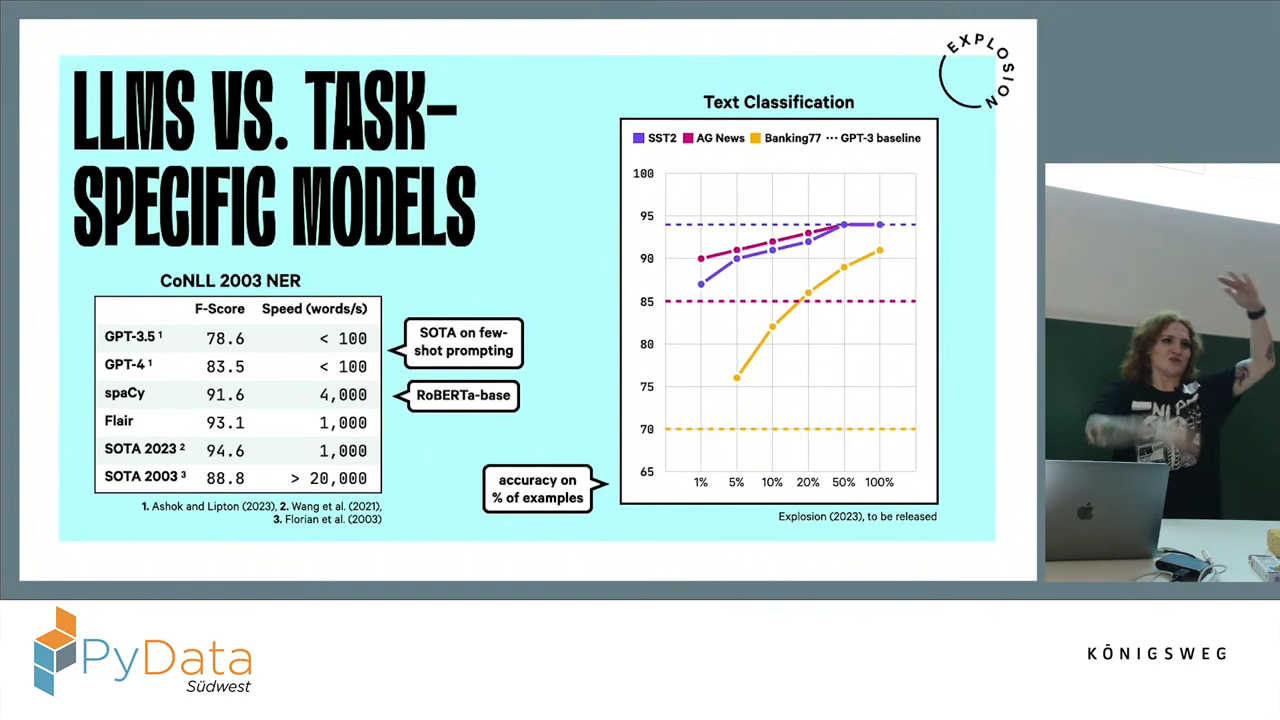 EXPLOSION
LLMS VS. TASK-
SPECIFIC MODELS
CoNLL 2003 NER
F-Score Speed (words/s)
GPT-3.5 ¹ 78.6 < 100
GPT-4 ¹ 83.5 < 100
spaCy 91.6 4,000
Flair 93.1 1,000
SOTA 2023 ² 94.6 1,000
SOTA 2003 ³ 88.8 > 20,000
SOTA on few-
shot prompting
RoBERTa-base
1. Ashok and Lipton (2023), 2. Wang et al. (2021),
3. Florian et al. (2003)
Text Classification
SST2 AG News Banking77 GPT-3 baseline
100
95
90
85
80
75
70
65
1% 5% 10% 20% 50% 100%
accuracy on
% of examples
Explosion (2023), to be released
PyData
Südwest
KÖNIGSWEG